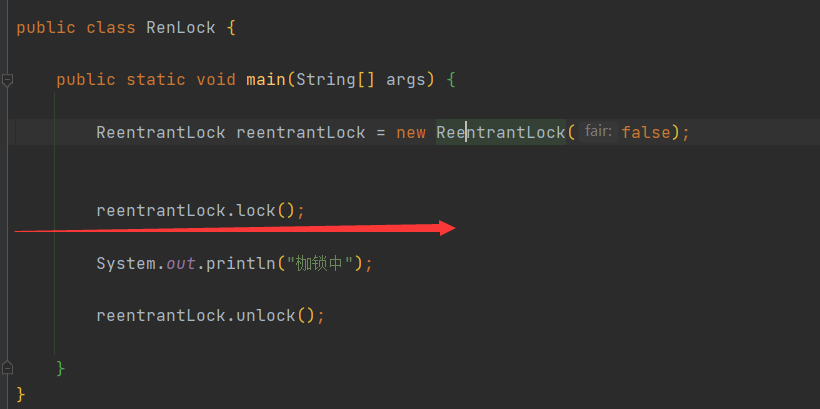 public class RenLock {
public static void main(String[] args) {
ReentrantLock reentrantLock = new ReentrantLock( fair: false);
reentrantLock.lock();
System.out.println("枷锁中");
reentrantLock.unlock();
}
}